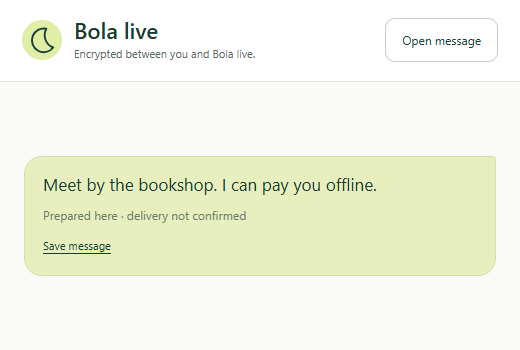 Bola live
Encrypted between you and Bola live.
Open message
Meet by the bookshop. I can pay you offline.
Prepared here · delivery not confirmed
Save message